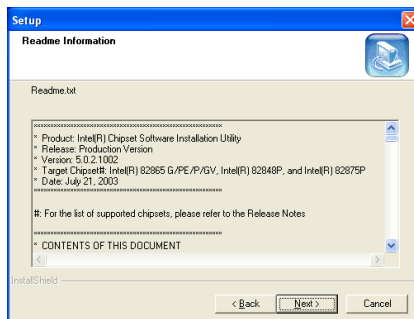 Setup
Readme Information
Readme.txt
************************************************************
* Product: Intel(R) Chipset Software Installation Utility
* Release: Production Version
* Version: 5.0.2.1002
* Target Chipset#: Intel(R) 82865 G/PE/P/GV, Intel(R) 82848P, and Intel(R) 82875P
* Date: July 21, 2003
************************************************************
#: For the list of supported chipsets, please refer to the Release Notes
************************************************************
* CONTENTS OF THIS DOCUMENT
InstallShield
< Back
Next >
Cancel